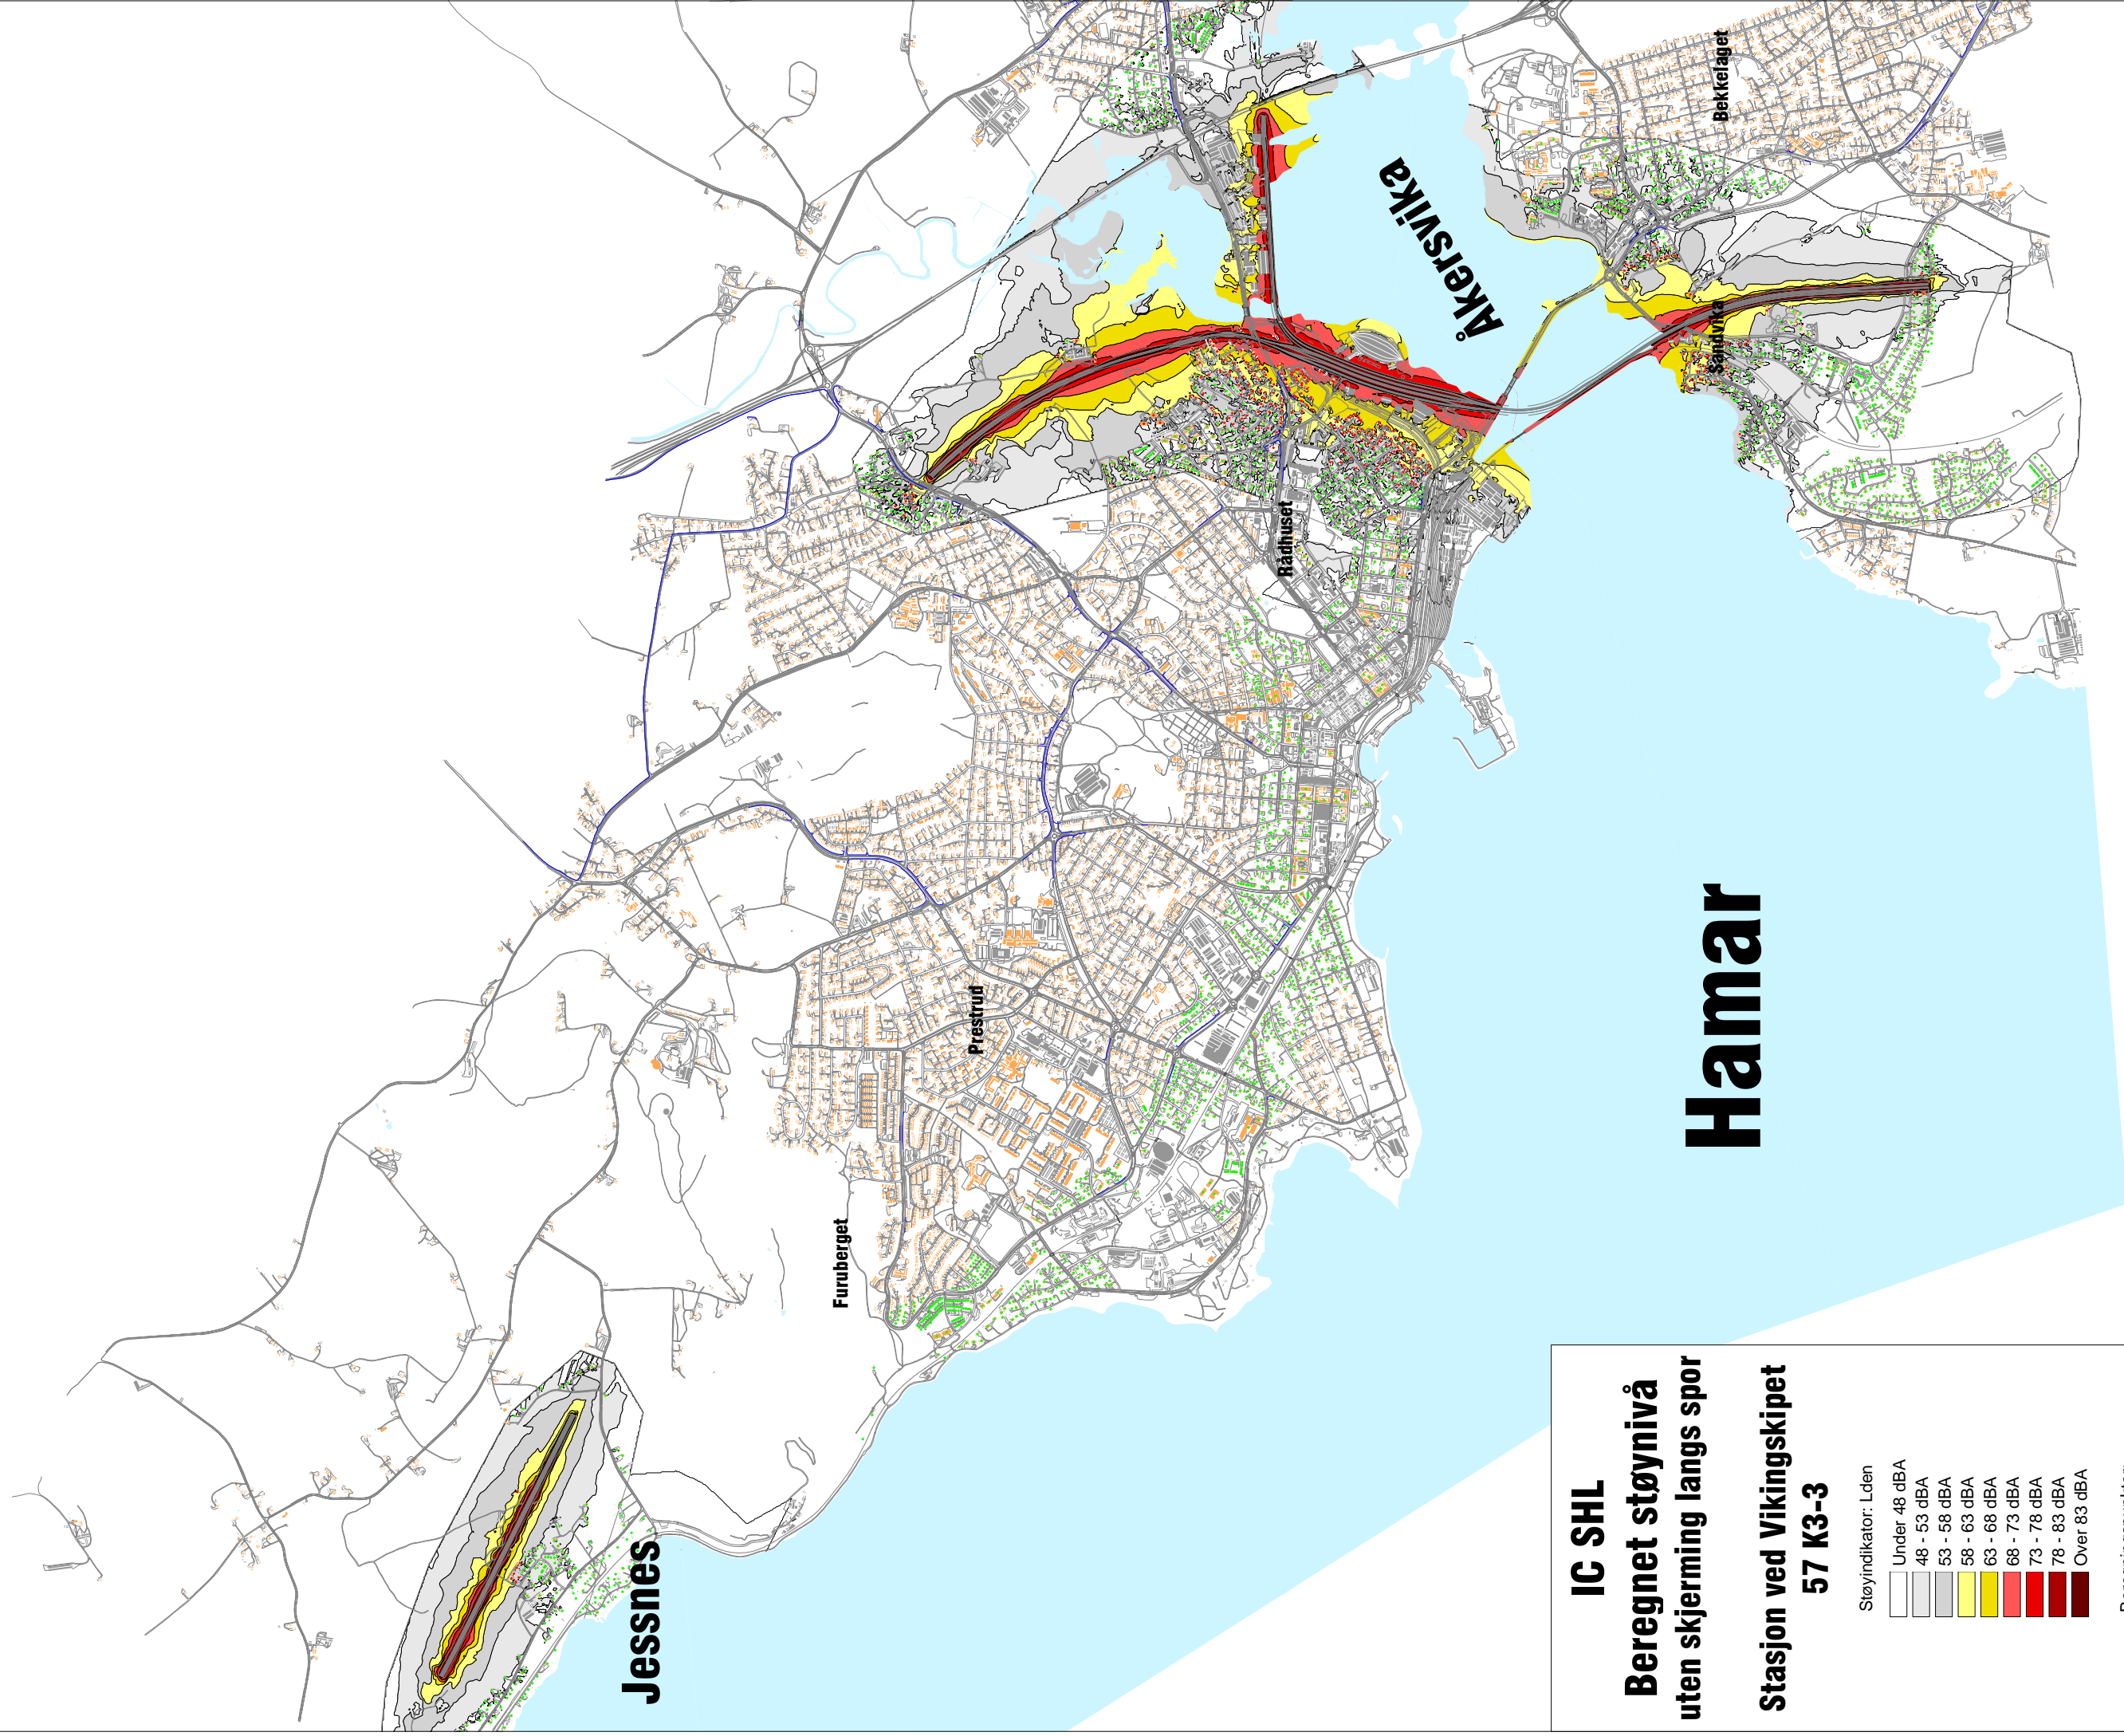 Bekkelaget
Åkersvika
Sandvika
Rådhuset
Hamar
Prestrud
Furuberget
Jessnes
IC SHL
Beregnet støynivå
uten skjerming langs spor
Stasjon ved Vikingskipet
57 K3-3
Støyindikator: Lden
Under 48 dBA
48 - 53 dBA
53 - 58 dBA
58 - 63 dBA
63 - 68 dBA
68 - 73 dBA
73 - 78 dBA
78 - 83 dBA
Over 83 dBA